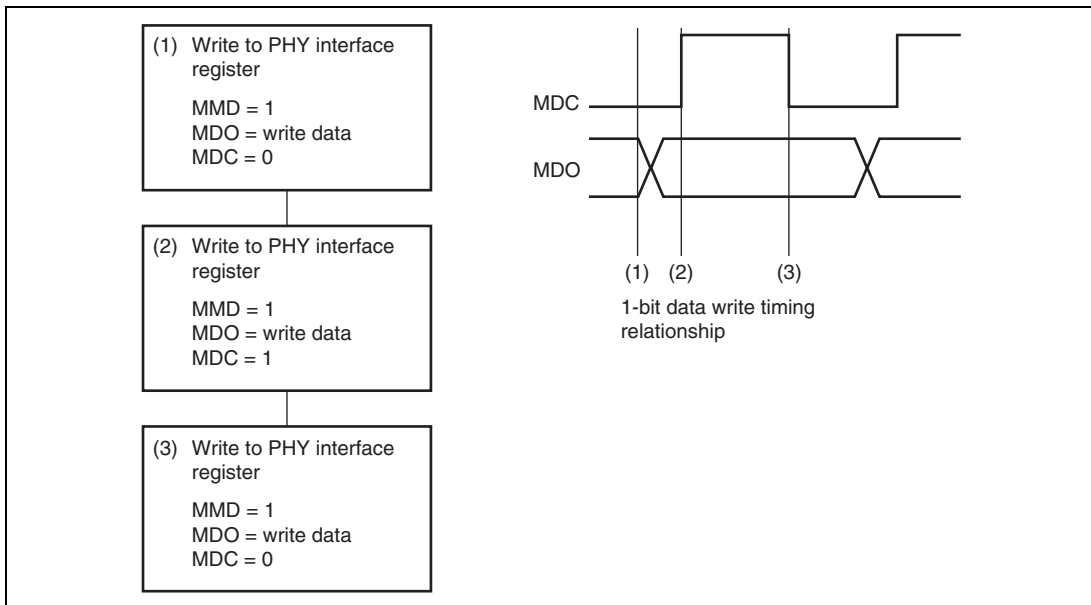 (1) Write to PHY interface
register
MMD = 1
MDO = write data
MDC = 0
(2) Write to PHY interface
register
MMD = 1
MDO = write data
MDC = 1
(3) Write to PHY interface
register
MMD = 1
MDO = write data
MDC = 0
MDC
MDO
(1) (2) (3)
1-bit data write timing
relationship